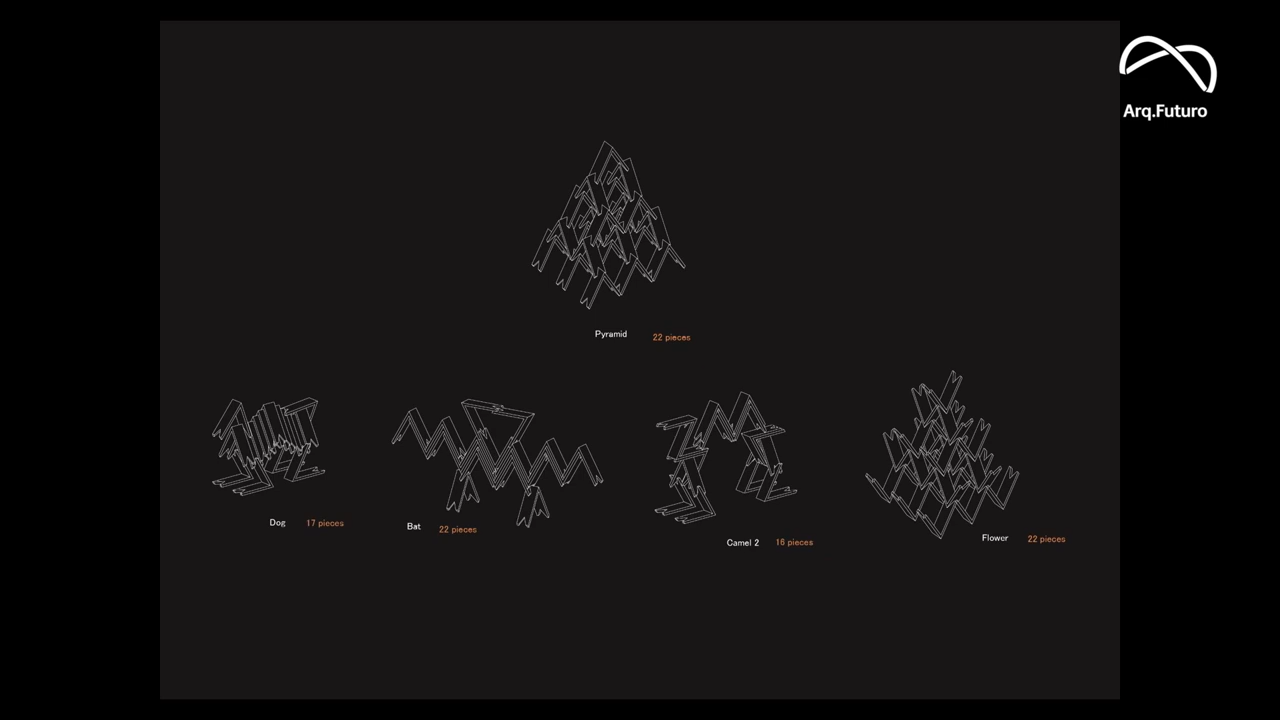 Arq.Futuro
Pyramid 22 pieces
Dog 17 pieces
Bat 22 pieces
Camel 2 16 pieces
Flower 22 pieces